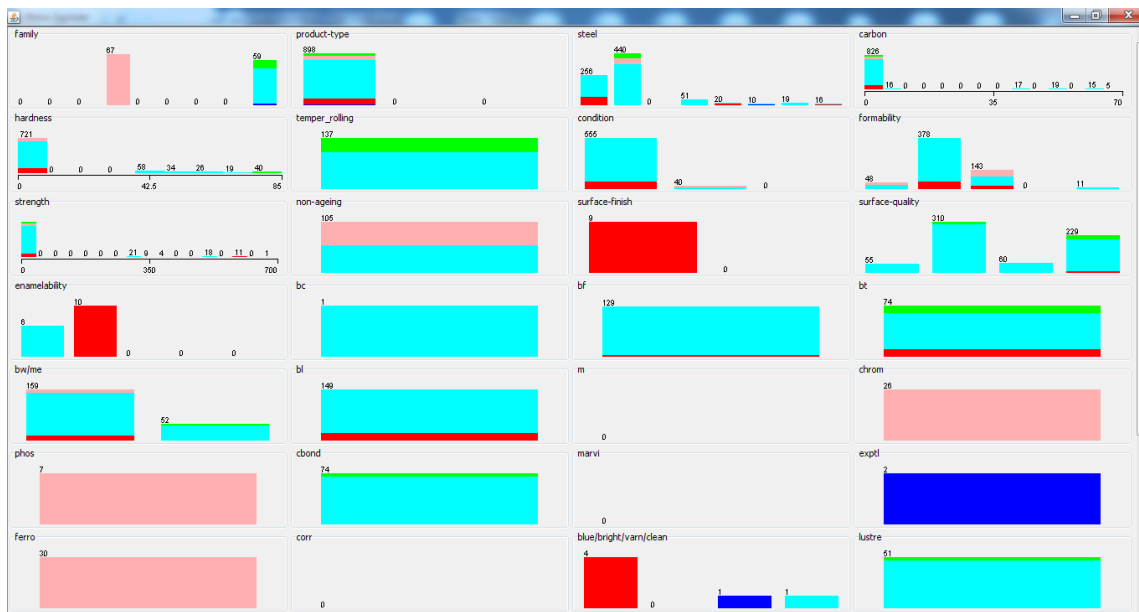 family
67
59
0 0 0 0 0 0 0
product-type
898
0 0
steel
256
440
0
51
20
10
19
16
carbon
826
16 0 0 0 0 17 0 19 0 15 5
0 35 70
hardness
721
0 0 0
58 34 26 19 40
0 42.5 85
temper_rolling
137
condition
555
40
0
formability
48
378
143
0
11
strength
0 0 0 0 0 0 21 9 4 0 0 18 0 11 0 1
0 350 700
non-ageing
105
surface-finish
9
0
surface-quality
55
310
60
229
enamelability
6
10
0 0 0
bc
1
bf
129
bt
74
bw/me
159
52
bl
149
m
0
chrom
26
phos
7
cbond
74
marvi
0
exptl
2
ferro
30
corr
0
blue/bright/varn/clean
4
0
1
1
lustre
51